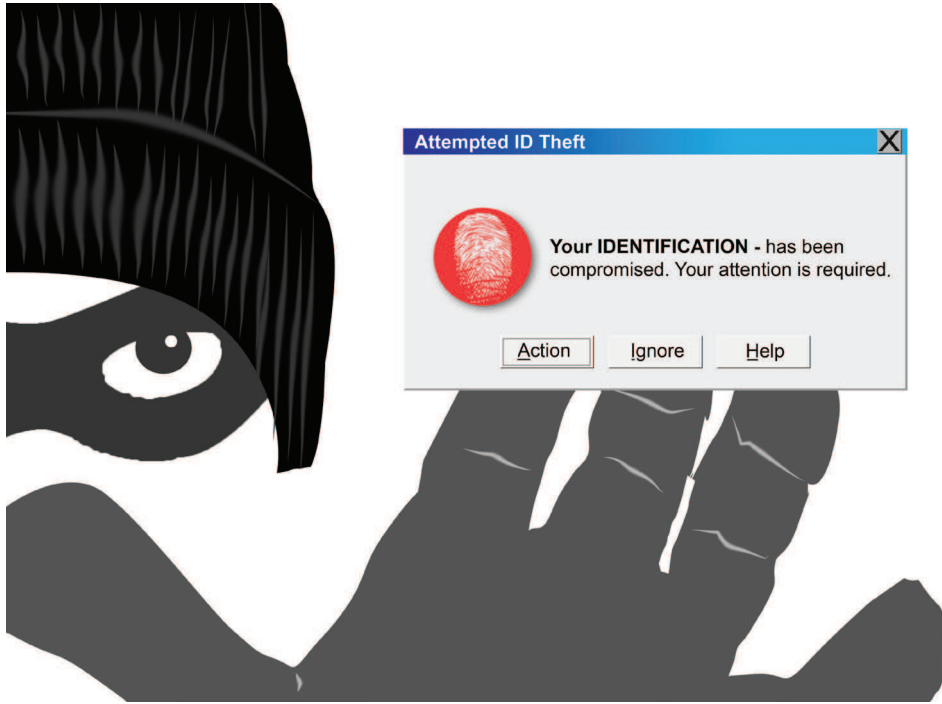 Attempted ID Theft
X
Your IDENTIFICATION - has been
compromised. Your attention is required.
Action Ignore Help